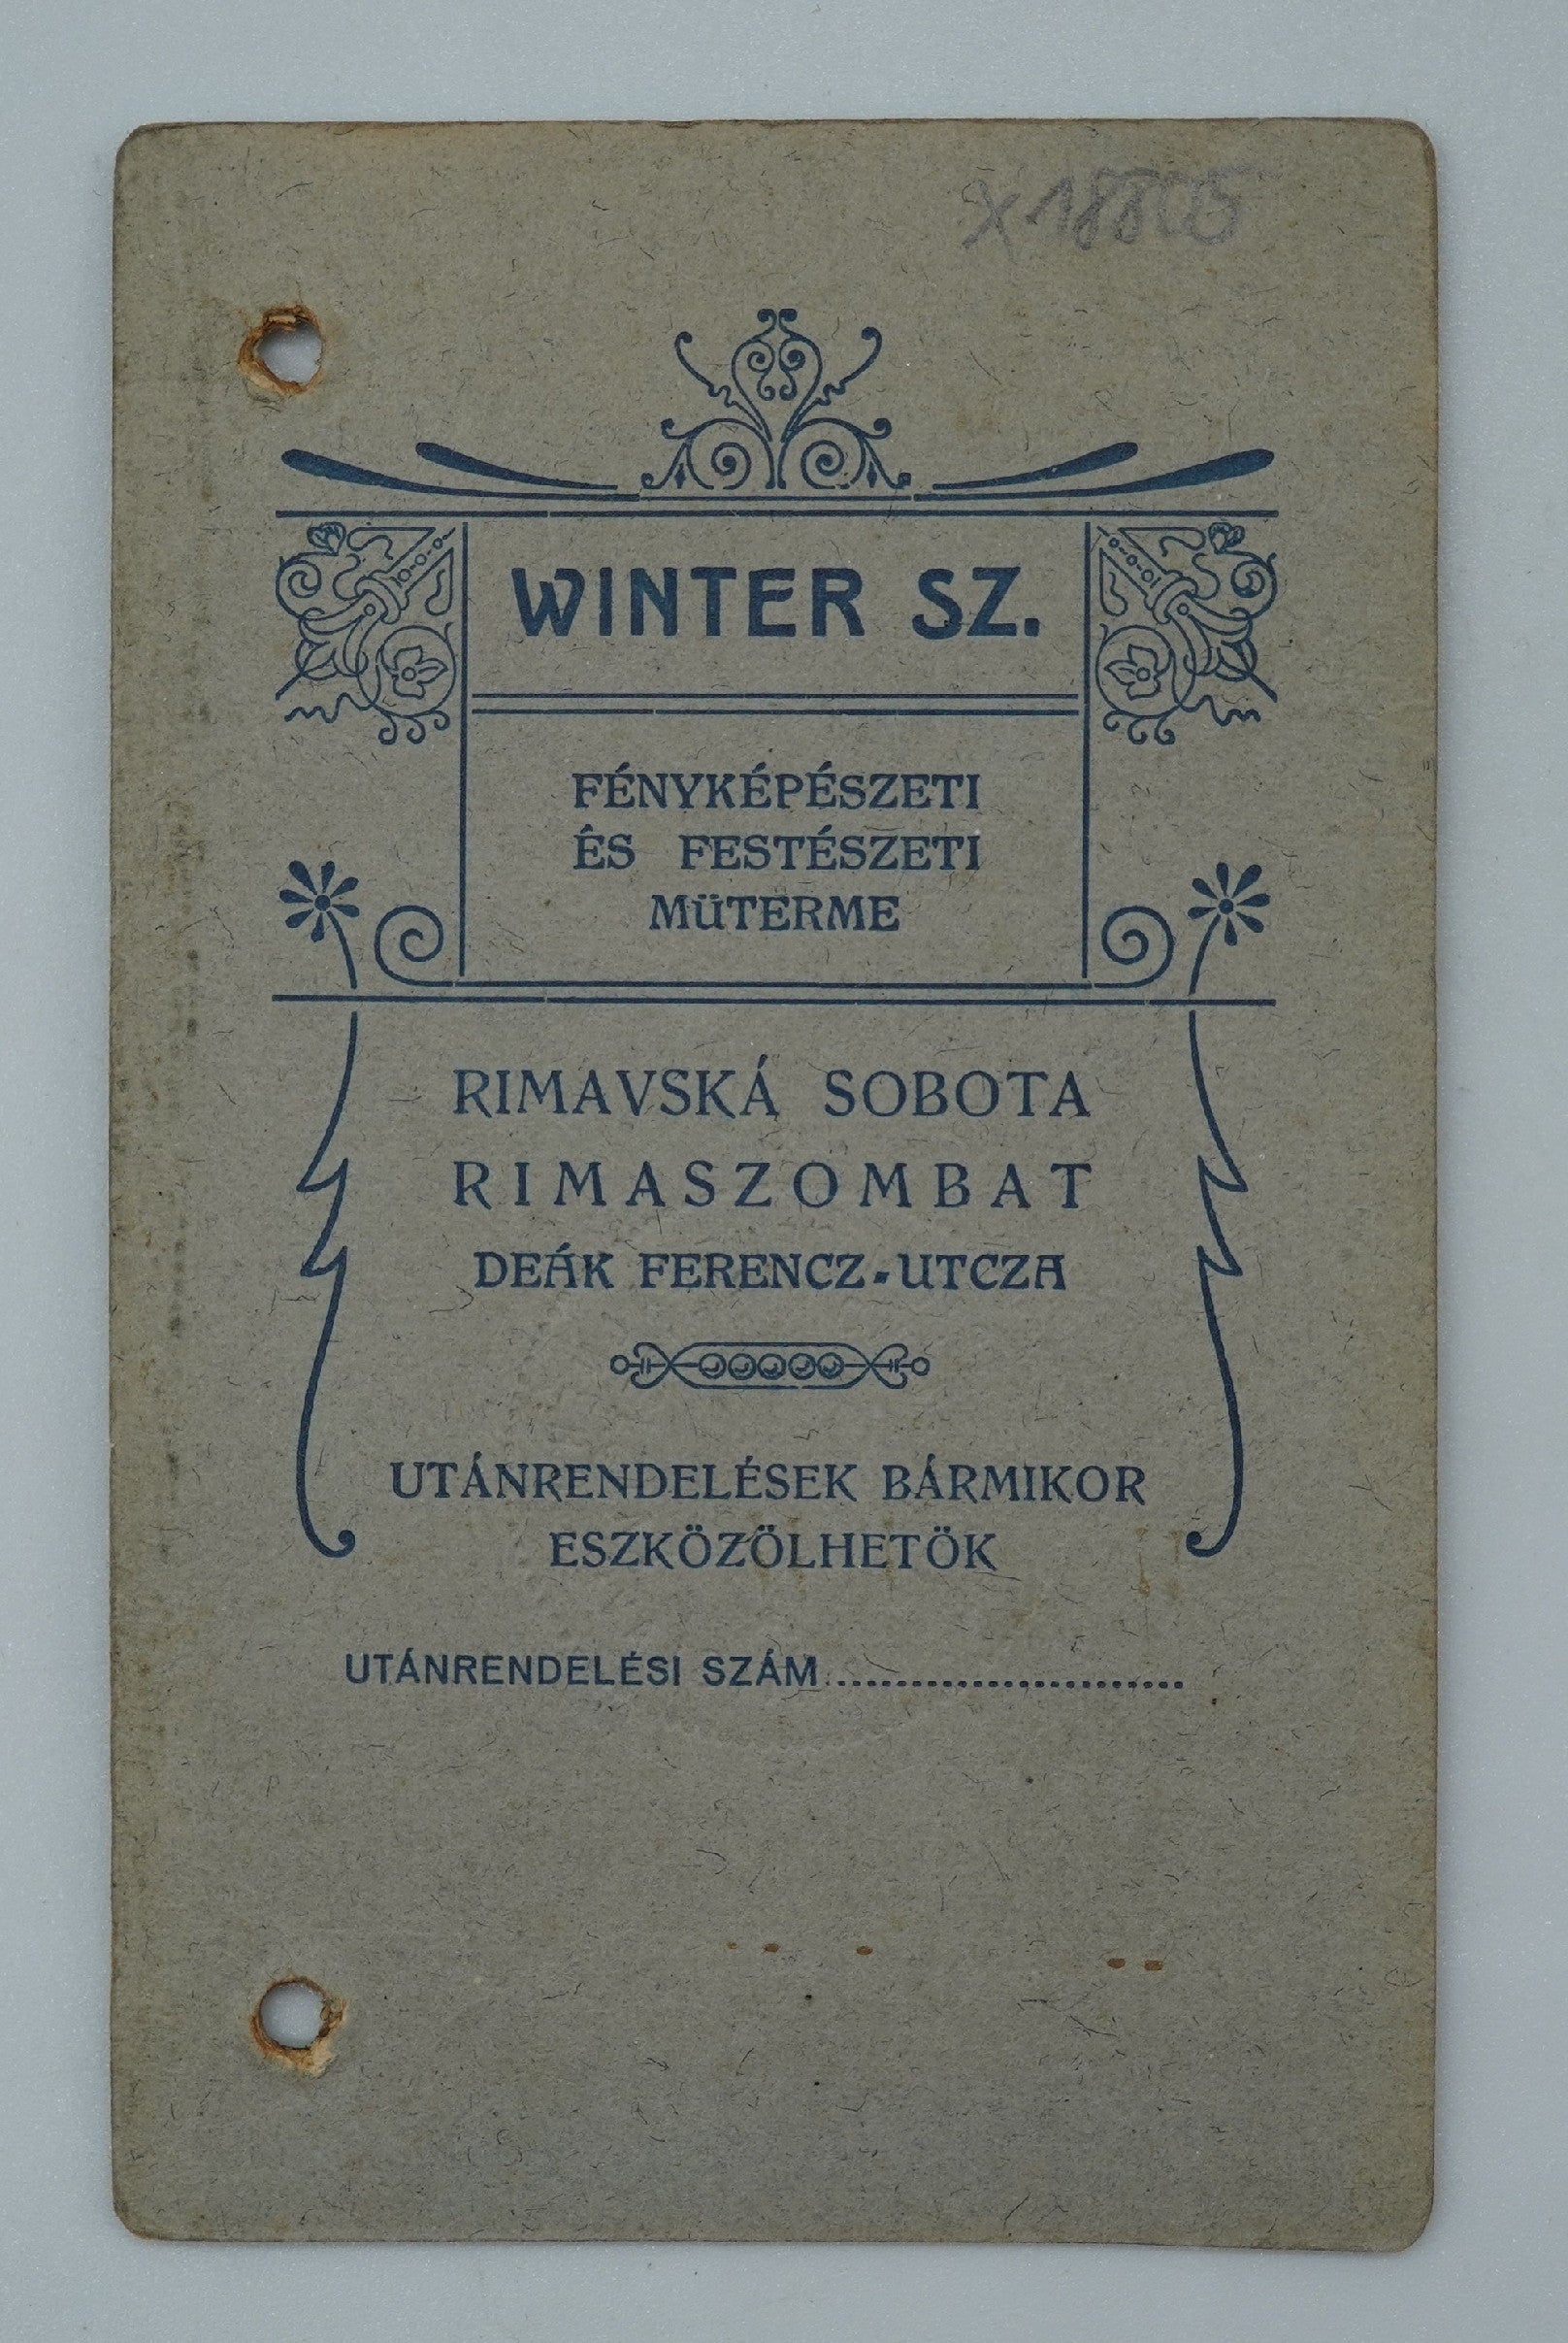 WINTER SZ.
FÉNYKÉPÉSZETI
ÉS FESTÉSZETI
MÜTERME
RIMAVSKÁ SOBOTA
RIMASZOMBAT
DEÁK FERENCZ-UTCZA
UTÁNRENDELÉSEK BÁRMIKOR
ESZKÖZÖLHETÖK
UTÁNRENDELÉSI SZÁM........................